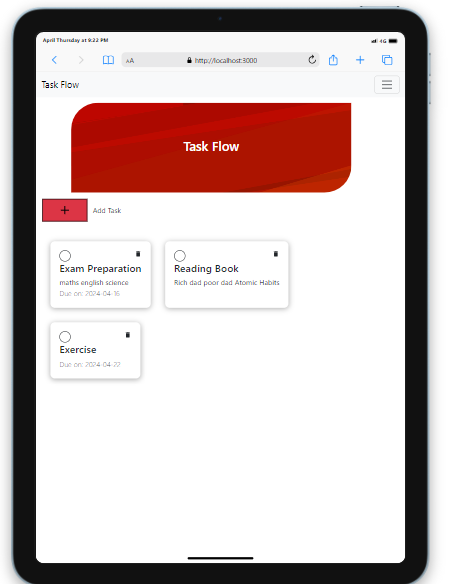 April Thursday at 9:22 PM
4G
AA
http://localhost:3000
Task Flow
Task Flow
Add Task
Exam Preparation
maths english science
Due on: 2024-04-16
Reading Book
Rich dad poor dad Atomic Habits
Exercise
Due on: 2024-04-22